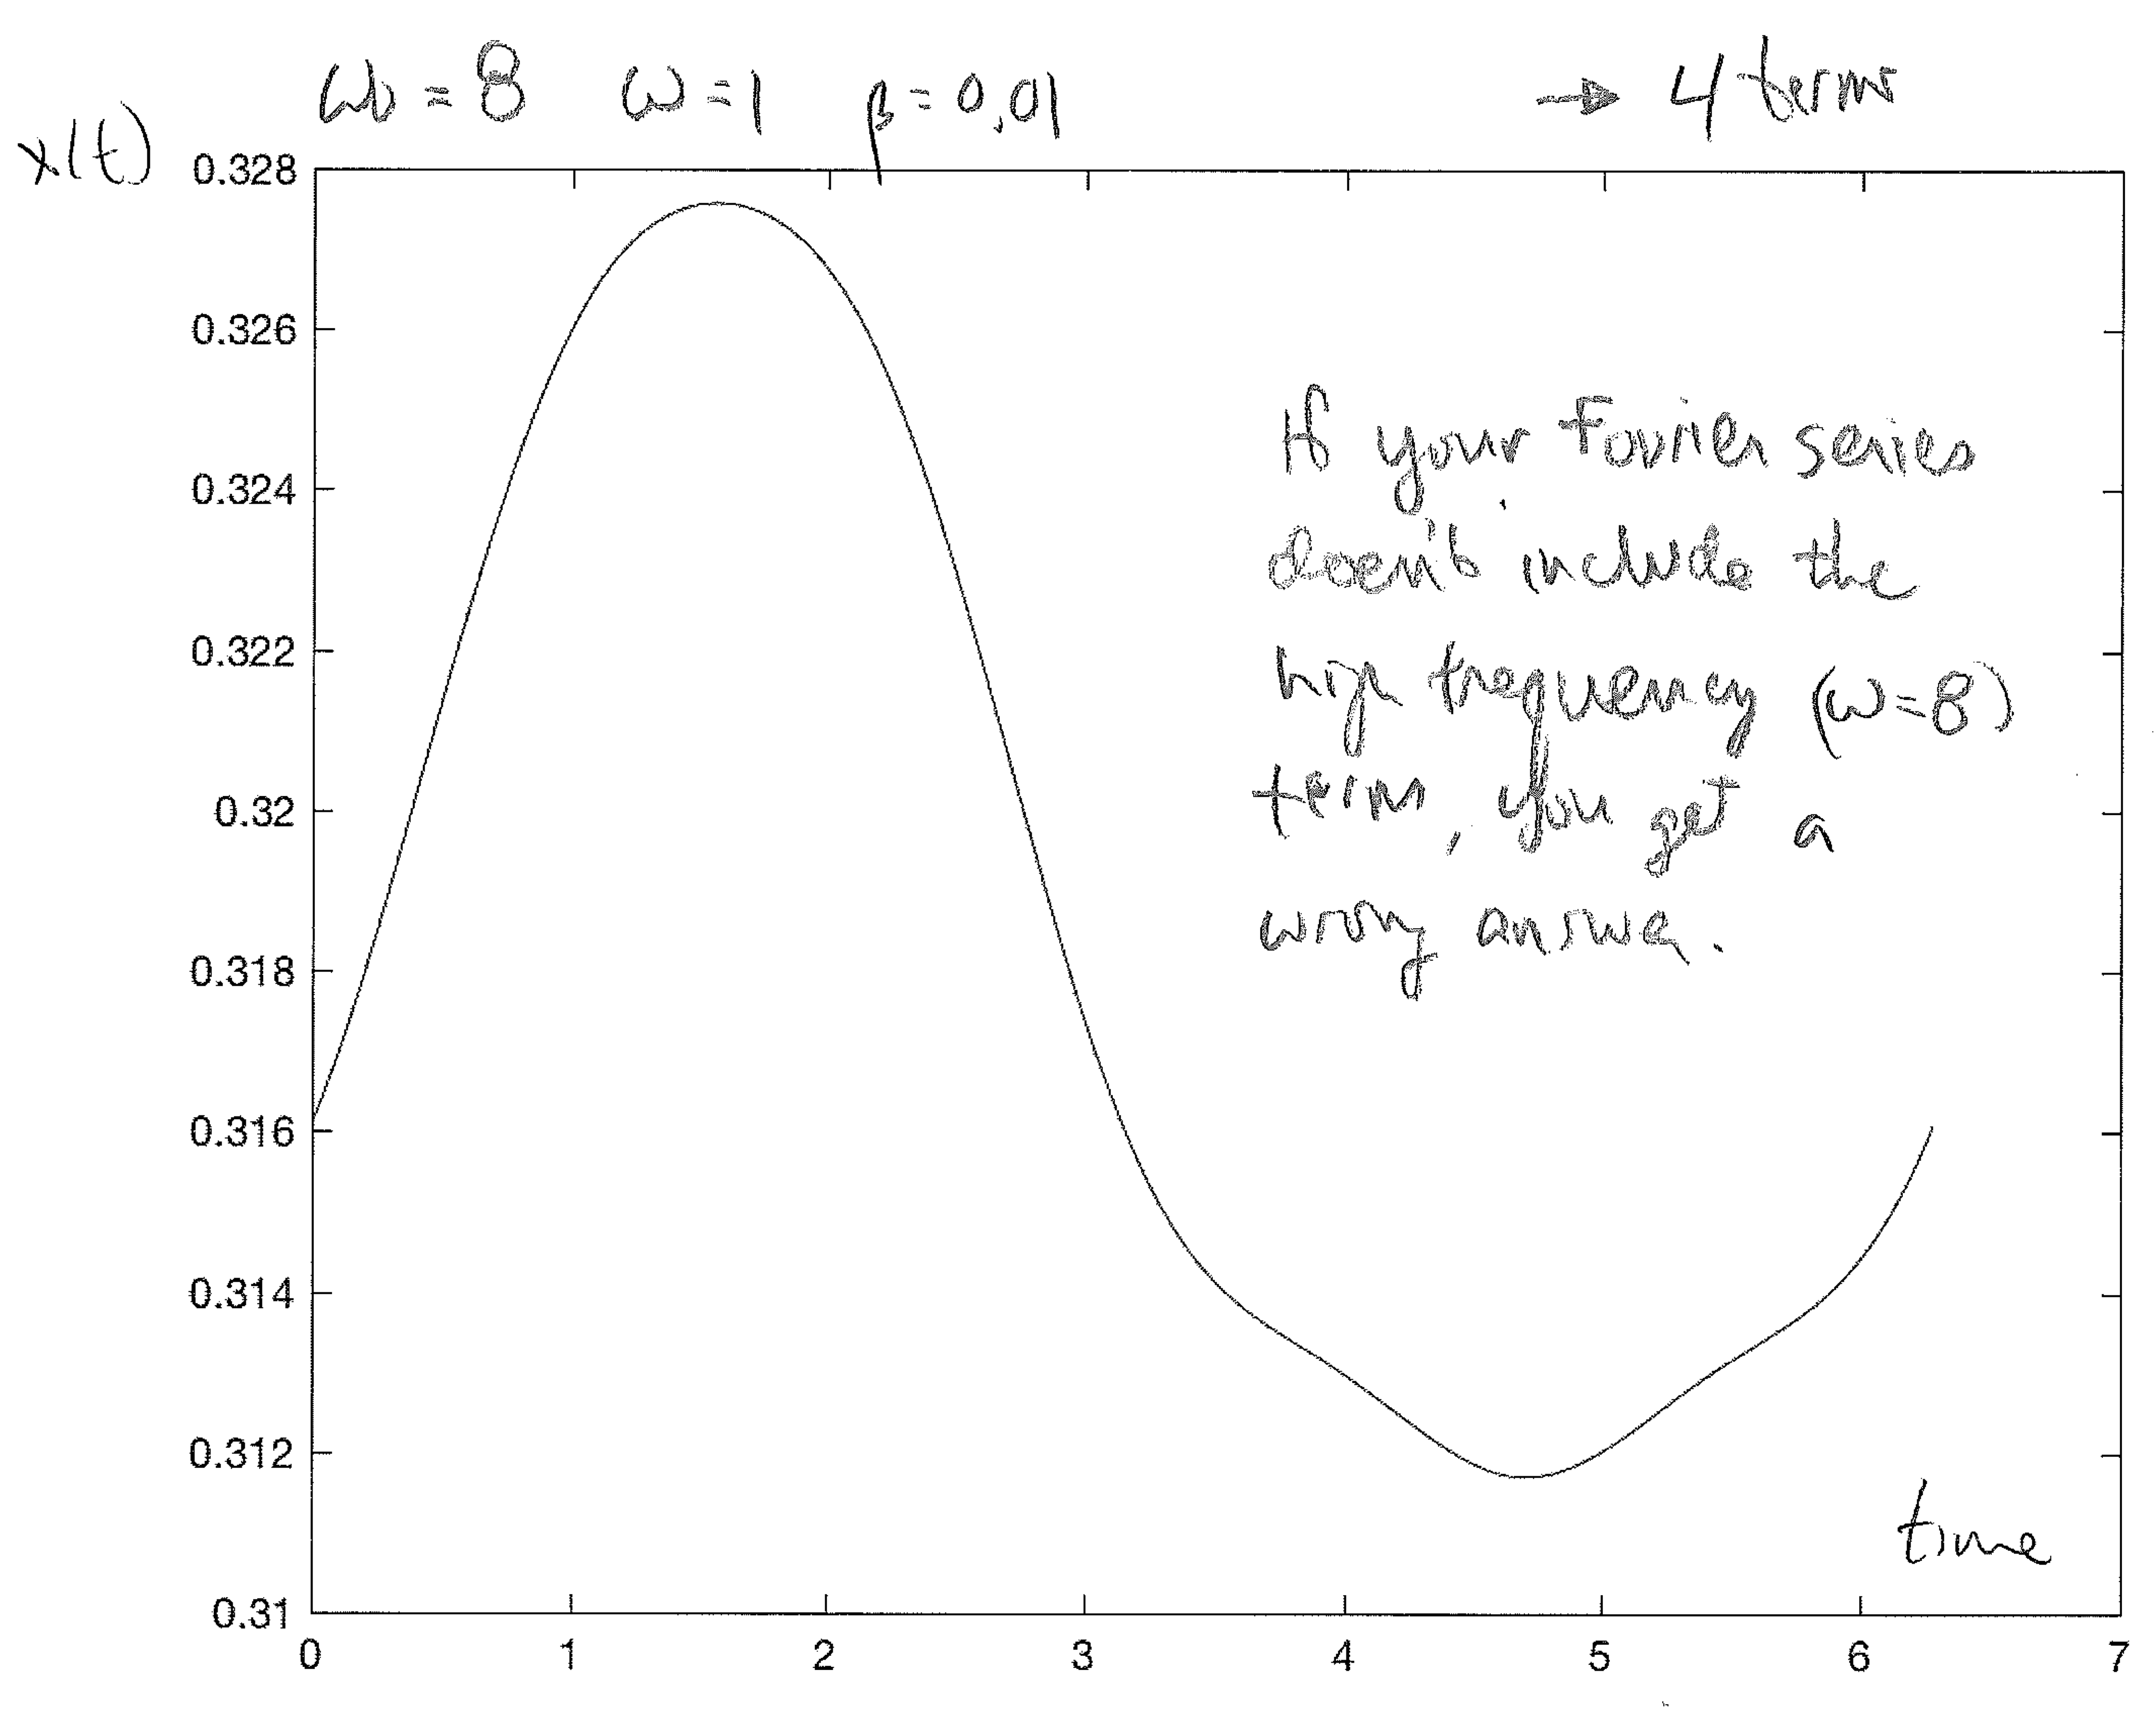 ω₀ = 8 ω = 1 β = 0,01 → 4 terms
x(t)
0.328
0.326
0.324
0.322
0.32
0.318
0.316
0.314
0.312
0.31
If your Fourier series
doesn't include the
high frequency (ω=8)
term, you get a
wrong answer.
time
0 1 2 3 4 5 6 7